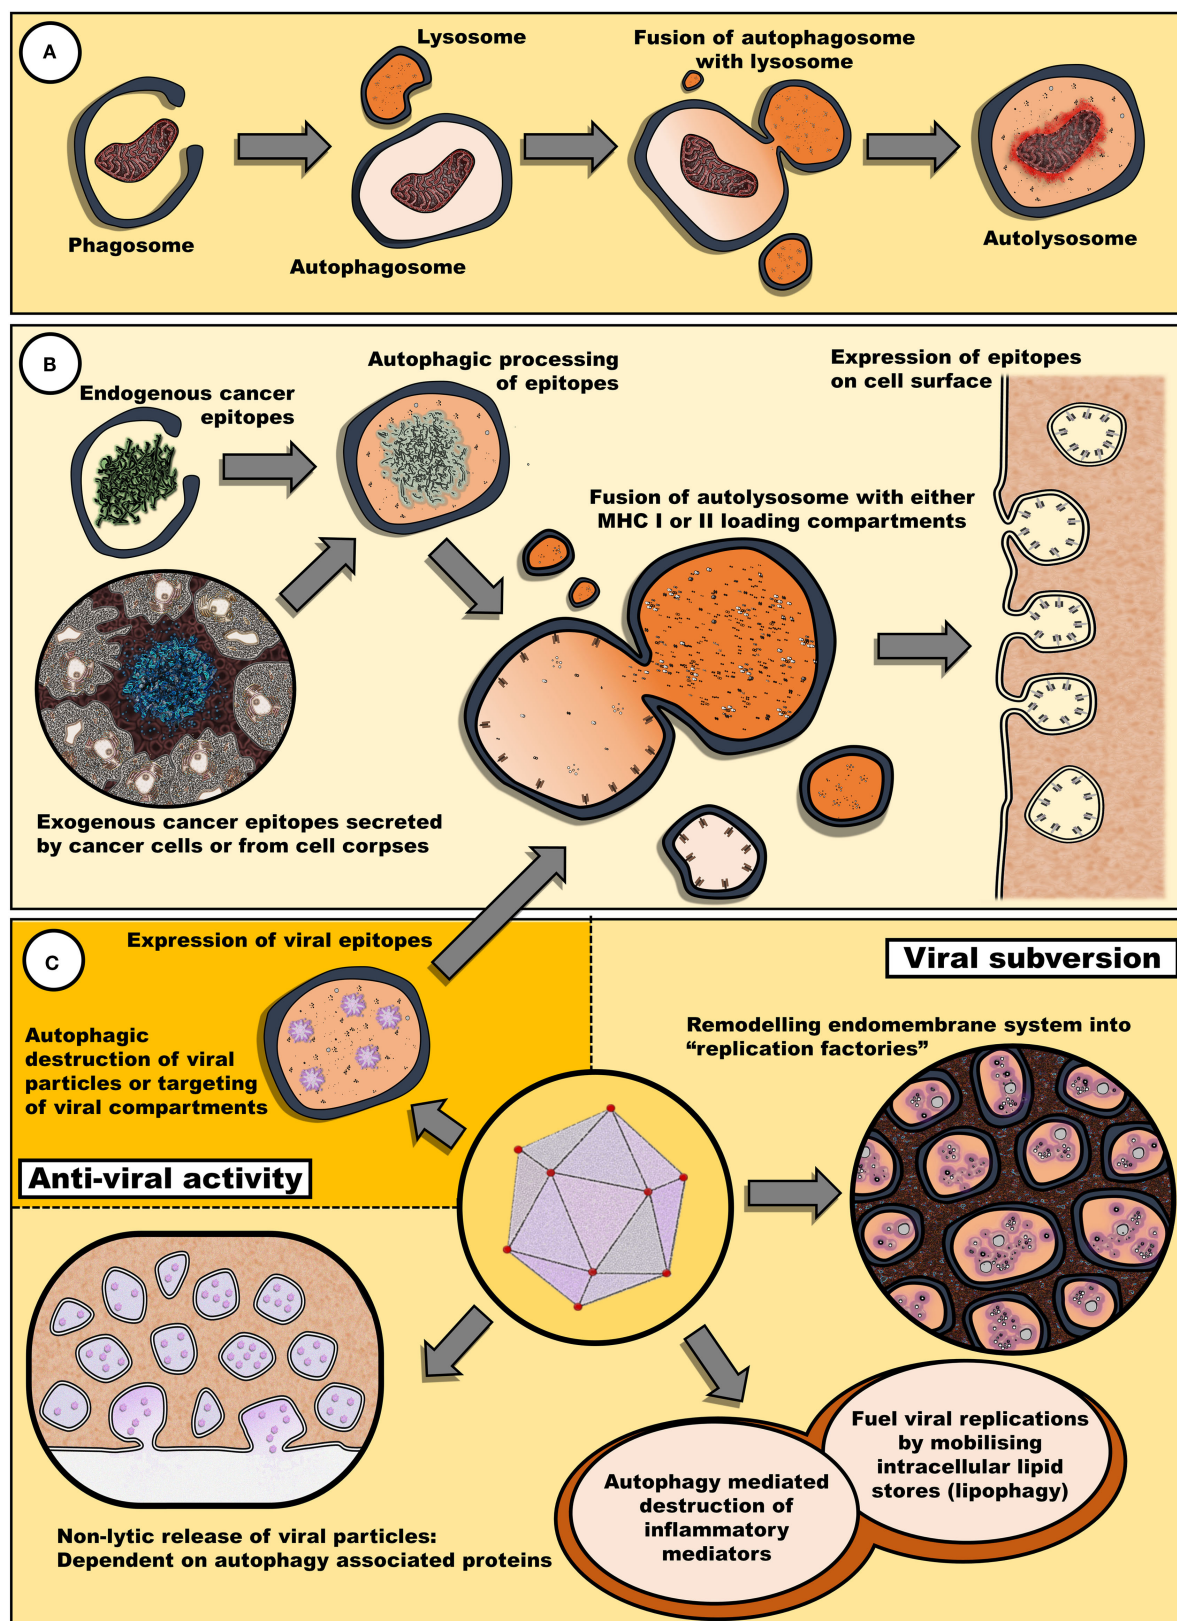 A
Lysosome
Fusion of autophagosome
with lysosome
Phagosome
Autophagosome
Autolysosome
B
Endogenous cancer
epitopes
Autophagic processing
of epitopes
Expression of epitopes
on cell surface
Fusion of autolysosome with either
MHC I or II loading compartments
Exogenous cancer epitopes secreted
by cancer cells or from cell corpses
C
Expression of viral epitopes
Autophagic
destruction of viral
particles or targeting
of viral compartments
Anti-viral activity
Viral subversion
Remodelling endomembrane system into
“replication factories”
Non-lytic release of viral particles:
Dependent on autophagy associated proteins
Autophagy mediated
destruction of
inflammatory
mediators
Fuel viral replications
by mobilising
intracellular lipid
stores (lipophagy)